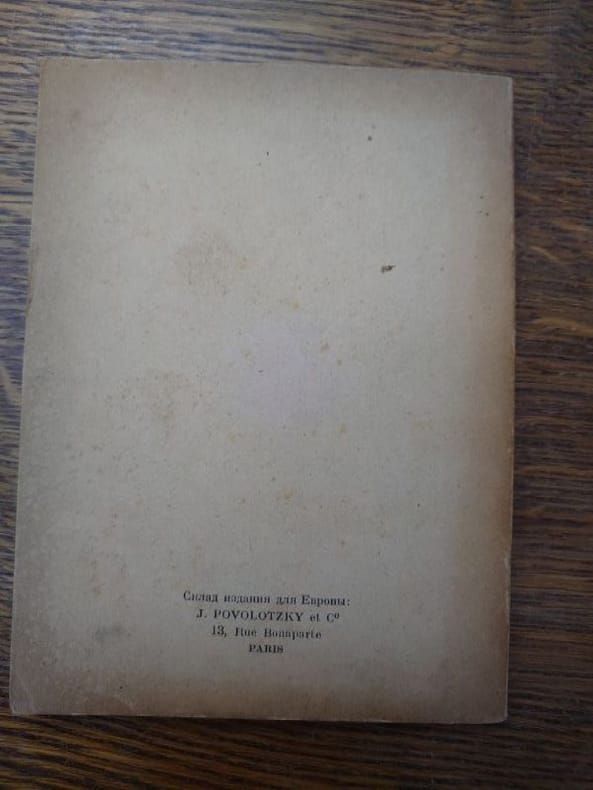 Склад издания для Европы:
J. POVOLOTZKY et Cº
13, Rue Bonaparte
PARIS